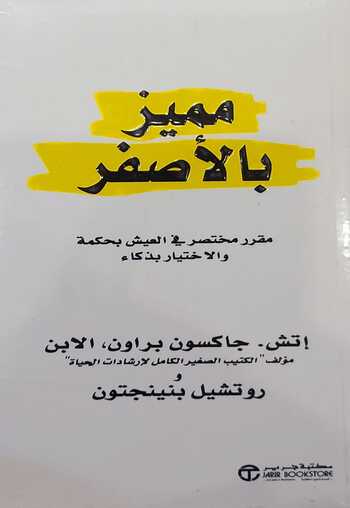 مميز
بالأصفر
مقرر مختصر في العيش بحكمة
والاختيار بذكاء
إتش. جاكسون براون، الابن
مؤلف "الكتيب الصغير الكامل لإرشادات الحياة"
و
روتشيل بنينجتون
مكتبة جرير
JARIR BOOKSTORE